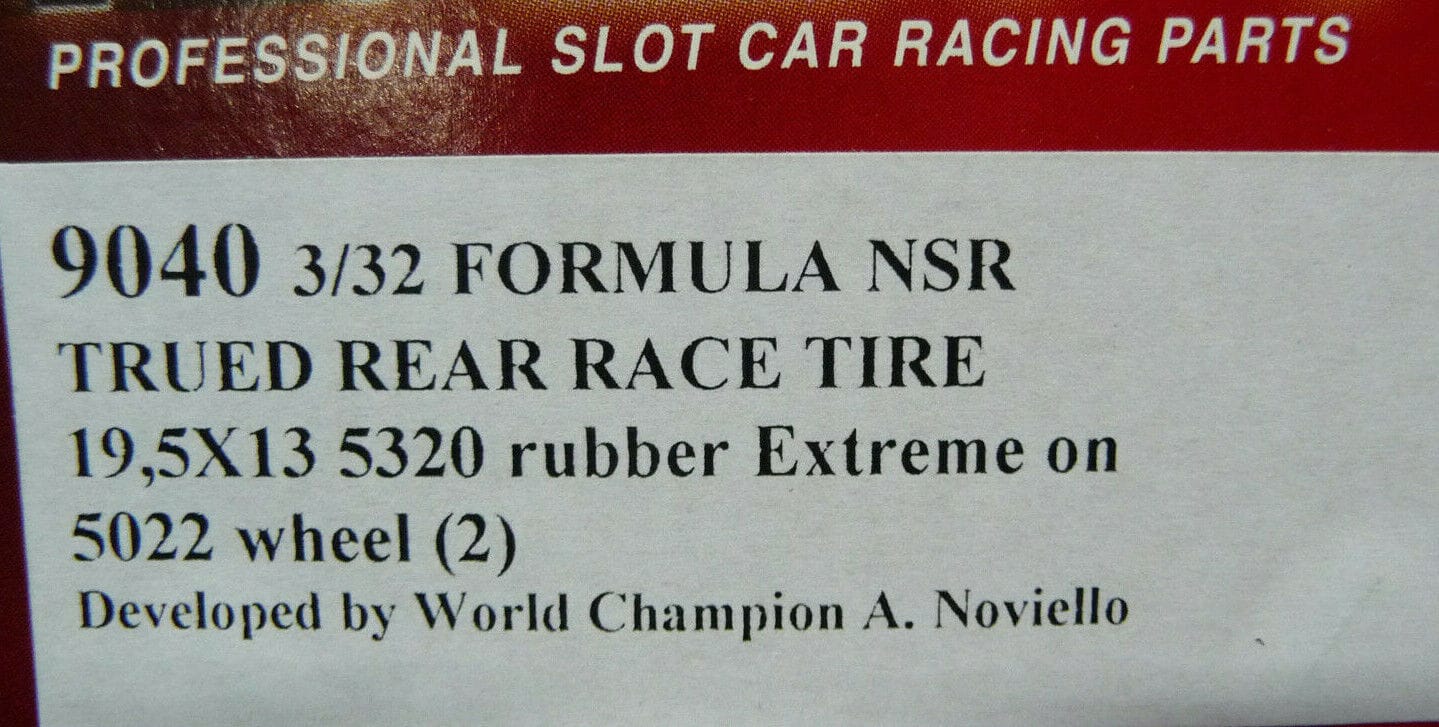 PROFESSIONAL SLOT CAR RACING PARTS
9040 3/32 FORMULA NSR
TRUED REAR RACE TIRE
19,5X13 5320 rubber Extreme on
5022 wheel (2)
Developed by World Champion A. Noviello